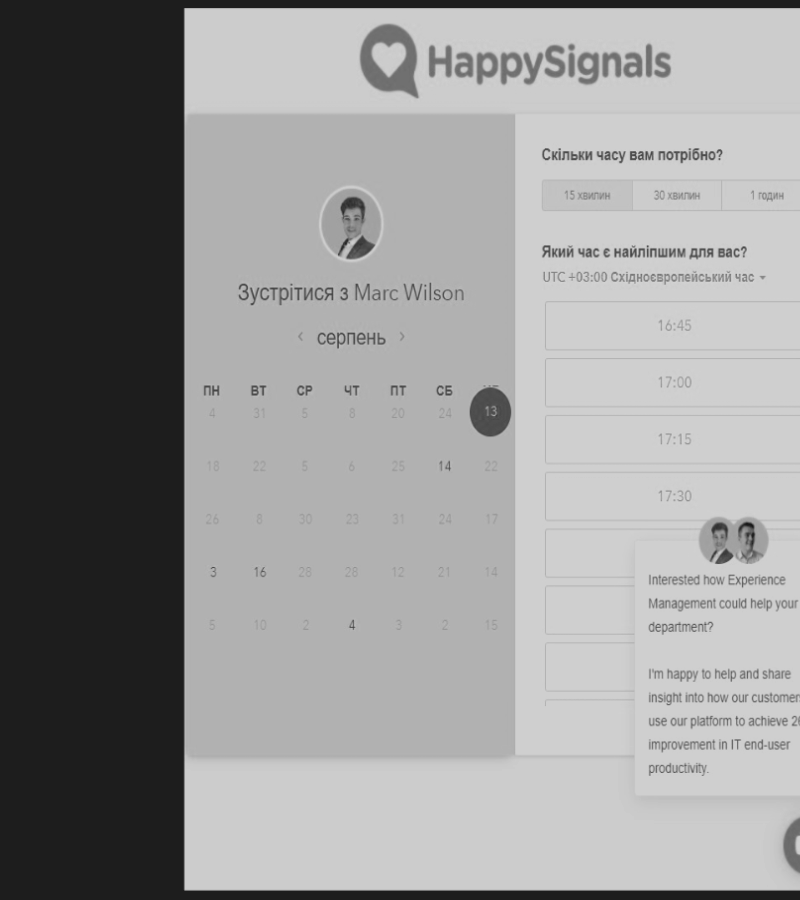 HappySignals
Зустрітися з Marc Wilson
серпень
ПН ВТ СР ЧТ ПТ СБ
4 31 5 8 20 24 13
18 22 5 6 25 14 22
26 8 30 23 31 24 17
3 16 28 28 12 21 14
5 10 2 4 3 2 15
Скільки часу вам потрібно?
15 хвилин 30 хвилин 1 годин
Який час є найліпшим для вас?
UTC +03:00 Східноєвропейський час
16:45
17:00
17:15
17:30
Interested how Experience
Management could help your
department?
I'm happy to help and share
insight into how our customers
use our platform to achieve
improvement in IT end-user
productivity.